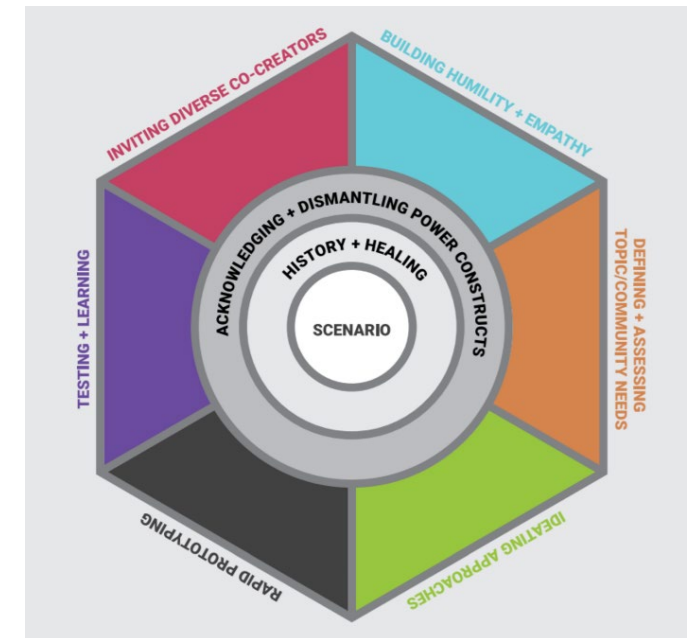 INVITING DIVERSE CO-CREATORS
BUILDING HUMILITY + EMPATHY
DEFINING + ASSESSING
TOPIC/COMMUNITY NEEDS
IDEATING APPROACHES
RAPID PROTOTYPING
TESTING + LEARNING
ACKNOWLEDGING + DISMANTLING POWER CONSTRUCTS
HISTORY + HEALING
SCENARIO